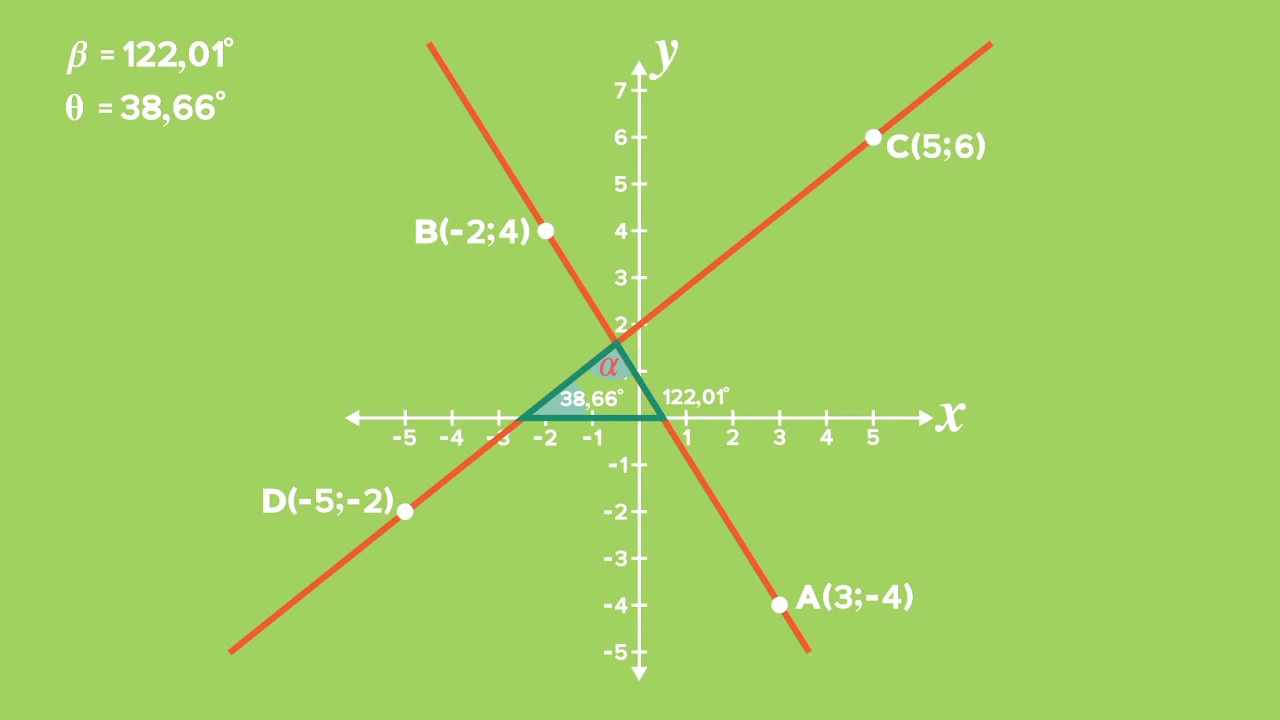 β = 122,01°
θ = 38,66°
y
7
6
C(5;6)
5
B(-2;4)
4
3
2
α
38,66°
122,01°
x
-5 -4 -3 -2 -1 1 2 3 4 5
-1
D(-5;-2)
-2
-3
-4
A(3;-4)
-5